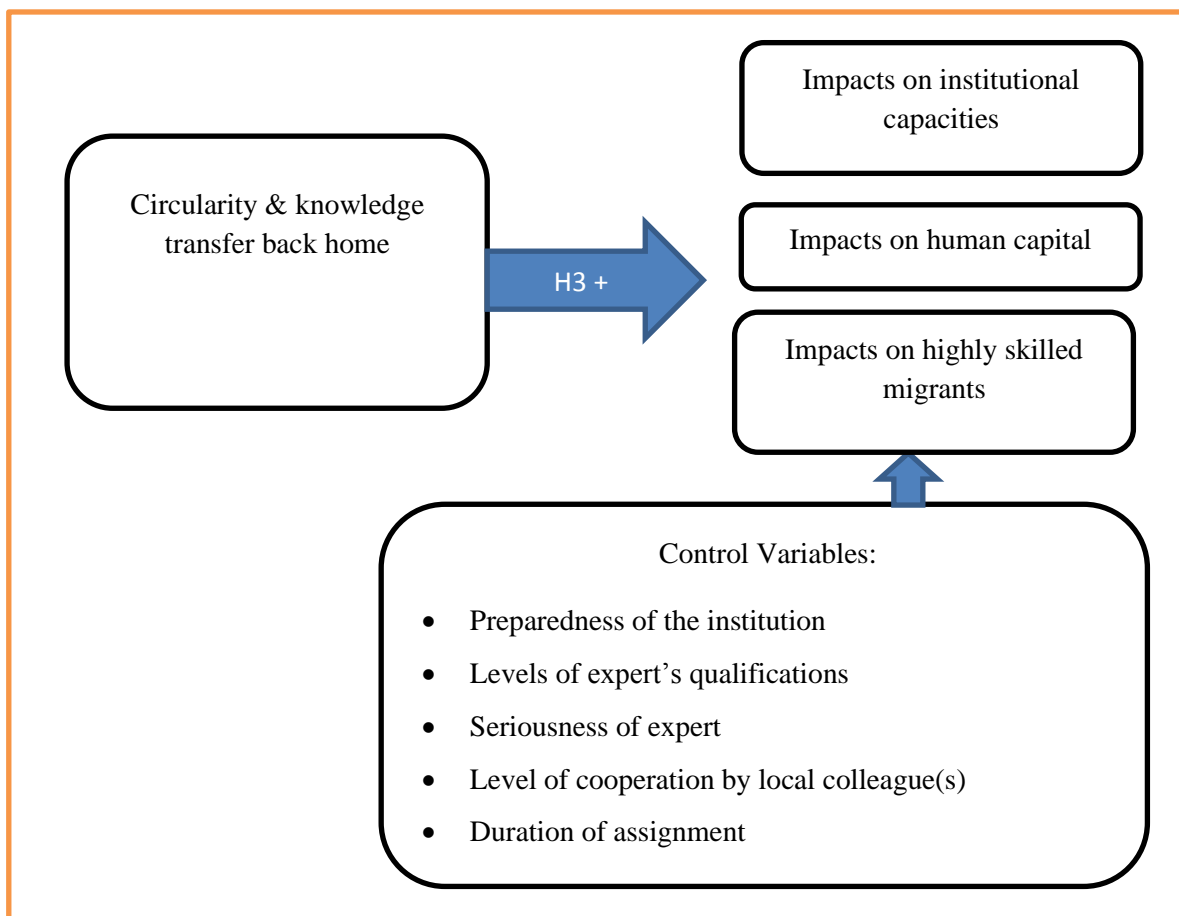 Impacts on institutional
capacities
Circularity & knowledge
transfer back home
H3 +
Impacts on human capital
Impacts on highly skilled
migrants
Control Variables:
• Preparedness of the institution
• Levels of expert’s qualifications
• Seriousness of expert
• Level of cooperation by local colleague(s)
• Duration of assignment